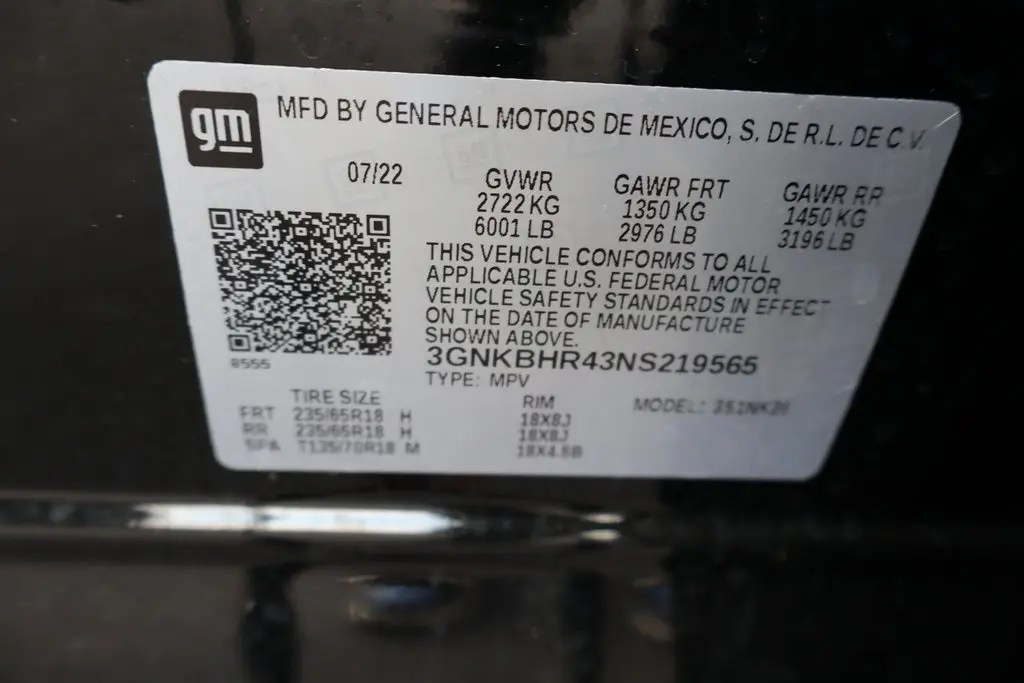 gm
MFD BY GENERAL MOTORS DE MEXICO, S. DE R.L. DE C.V.
07/22
GVWR
2722 KG
6001 LB
GAWR FRT
1350 KG
2976 LB
GAWR RR
1450 KG
3196 LB
THIS VEHICLE CONFORMS TO ALL
APPLICABLE U.S. FEDERAL MOTOR
VEHICLE SAFETY STANDARDS IN EFFECT
ON THE DATE OF MANUFACTURE
SHOWN ABOVE.
3GNKBHR43NS219565
TYPE: MPV
8555
TIRE SIZE
FRT 235/65R18 H
RR 235/65R18 H
SPA T135/70R18 M
RIM
18X8J
18X8J
18X4.5B
MODEL: